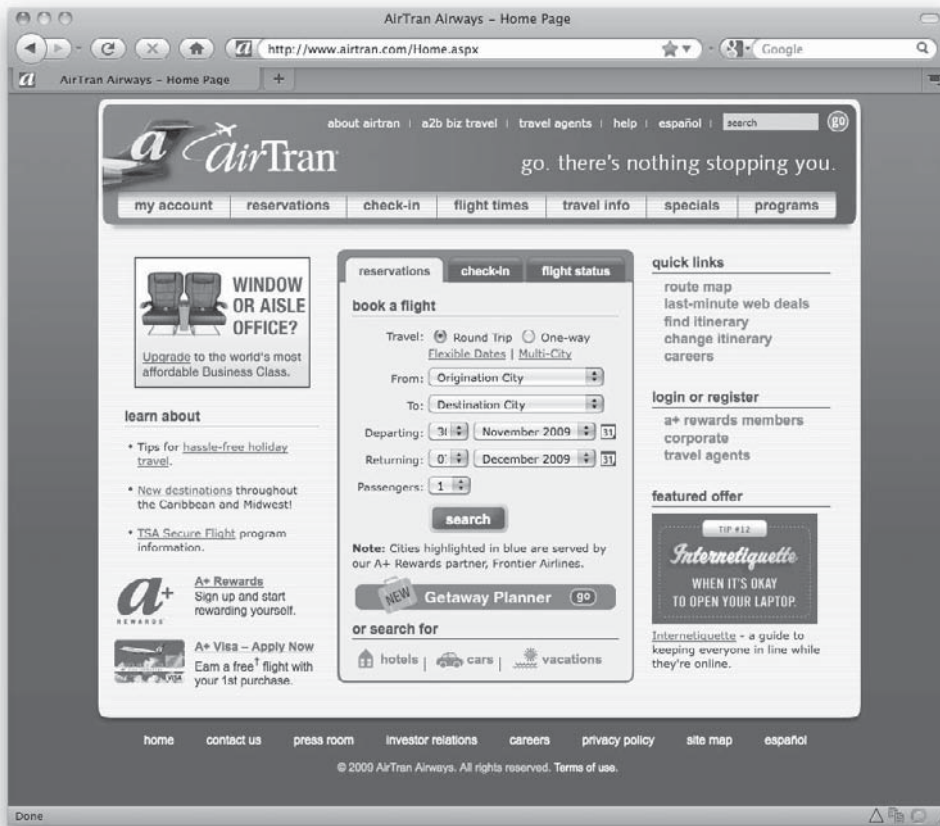 AirTran Airways – Home Page
http://www.airtran.com/Home.aspx
Google
AirTran Airways – Home Page
+
about airtran | a2b biz travel | travel agents | help | español | search go
a airTran
go. there's nothing stopping you.
my account | reservations | check-in | flight times | travel info | specials | programs
WINDOW
OR AISLE
OFFICE?
Upgrade to the world's most
affordable Business Class.
learn about
• Tips for hassle-free holiday
travel.
• New destinations throughout
the Caribbean and Midwest!
• TSA Secure Flight program
information.
a+
REWARDS
A+ Rewards
Sign up and start
rewarding yourself.
VISA
A+ Visa – Apply Now
Earn a free† flight with
your 1st purchase.
reservations check-in flight status
book a flight
Travel: Round Trip One-way
Flexible Dates | Multi-City
From: Origination City
To: Destination City
Departing: November 2009 31
Returning: December 2009 31
Passengers: 1
search
Note: Cities highlighted in blue are served by
our A+ Rewards partner, Frontier Airlines.
NEW Getaway Planner go
or search for
hotels | cars | vacations
quick links
route map
last-minute web deals
find itinerary
change itinerary
careers
login or register
a+ rewards members
corporate
travel agents
featured offer
TIP #12
Internetiquette
WHEN IT'S OKAY
TO OPEN YOUR LAPTOP.
Internetiquette - a guide to
keeping everyone in line while
they're online.
home contact us press room investor relations careers privacy policy site map español
© 2009 AirTran Airways. All rights reserved. Terms of use.
Done